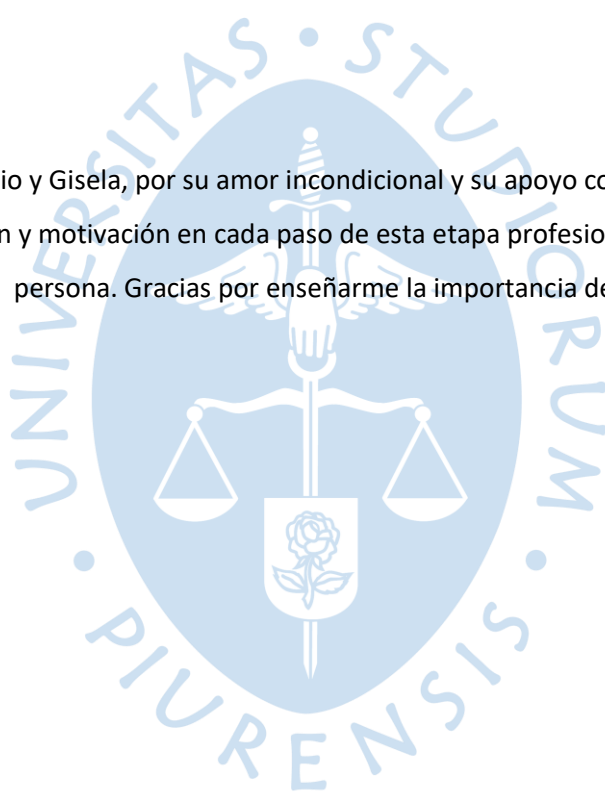 io y Gisela, por su amor incondicional y su apoyo co
n y motivación en cada paso de esta etapa profesio
persona. Gracias por enseñarme la importancia de
UNIVERSITAS • STUDIORUM • PIURENSIS •